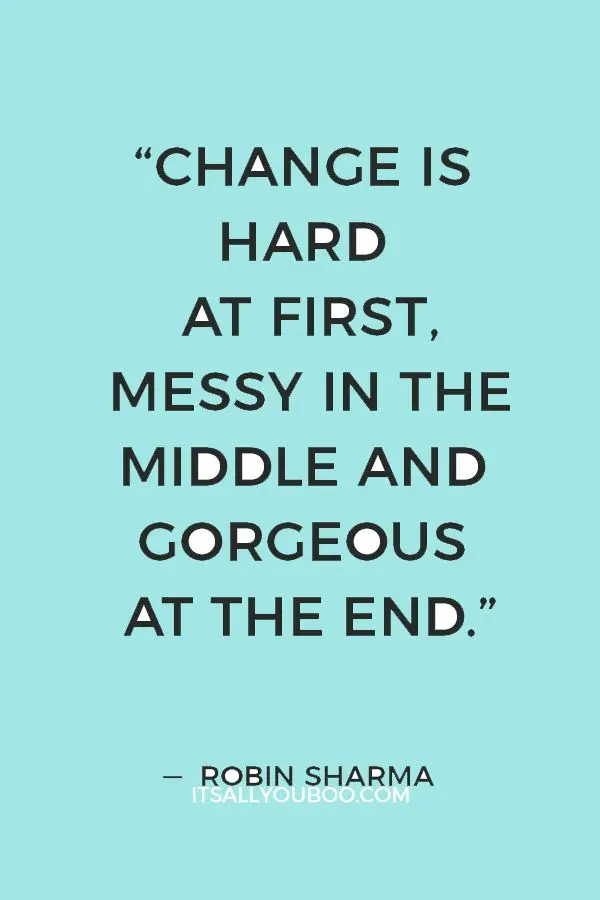 “CHANGE IS
HARD
AT FIRST,
MESSY IN THE
MIDDLE AND
GORGEOUS
AT THE END.”
— ROBIN SHARMA
ITSALLYOUBOO.COM